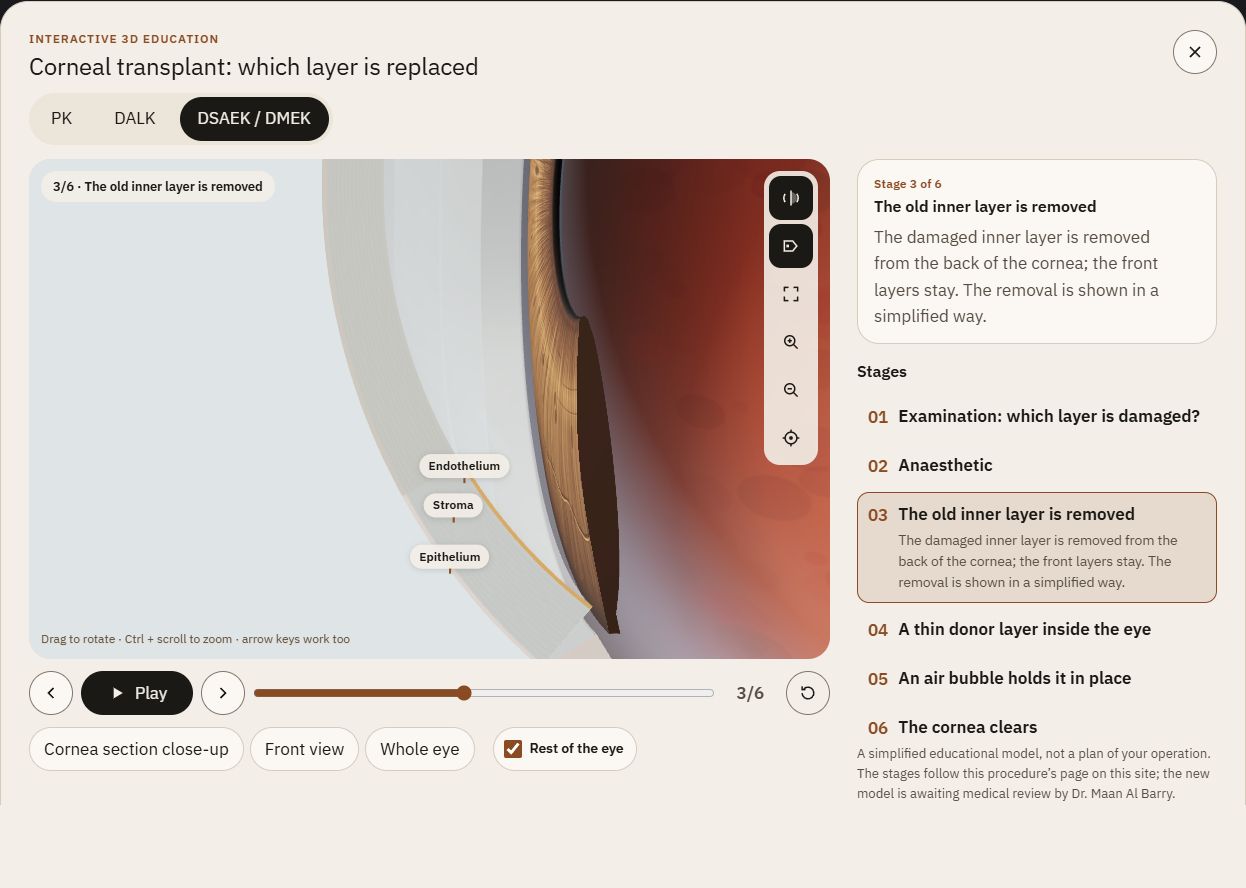 INTERACTIVE 3D EDUCATION
Corneal transplant: which layer is replaced
PK
DALK
DSAEK / DMEK
3/6 · The old inner layer is removed
Endothelium
Stroma
Epithelium
Drag to rotate · Ctrl + scroll to zoom · arrow keys work too
Play
3/6
Cornea section close-up
Front view
Whole eye
Rest of the eye
Stage 3 of 6
The old inner layer is removed
The damaged inner layer is removed
from the back of the cornea; the front
layers stay. The removal is shown in a
simplified way.
Stages
01 Examination: which layer is damaged?
02 Anaesthetic
03 The old inner layer is removed
The damaged inner layer is removed from the
back of the cornea; the front layers stay. The
removal is shown in a simplified way.
04 A thin donor layer inside the eye
05 An air bubble holds it in place
06 The cornea clears
A simplified educational model, not a plan of your operation.
The stages follow this procedure’s page on this site; the new
model is awaiting medical review by Dr. Maan Al Barry.